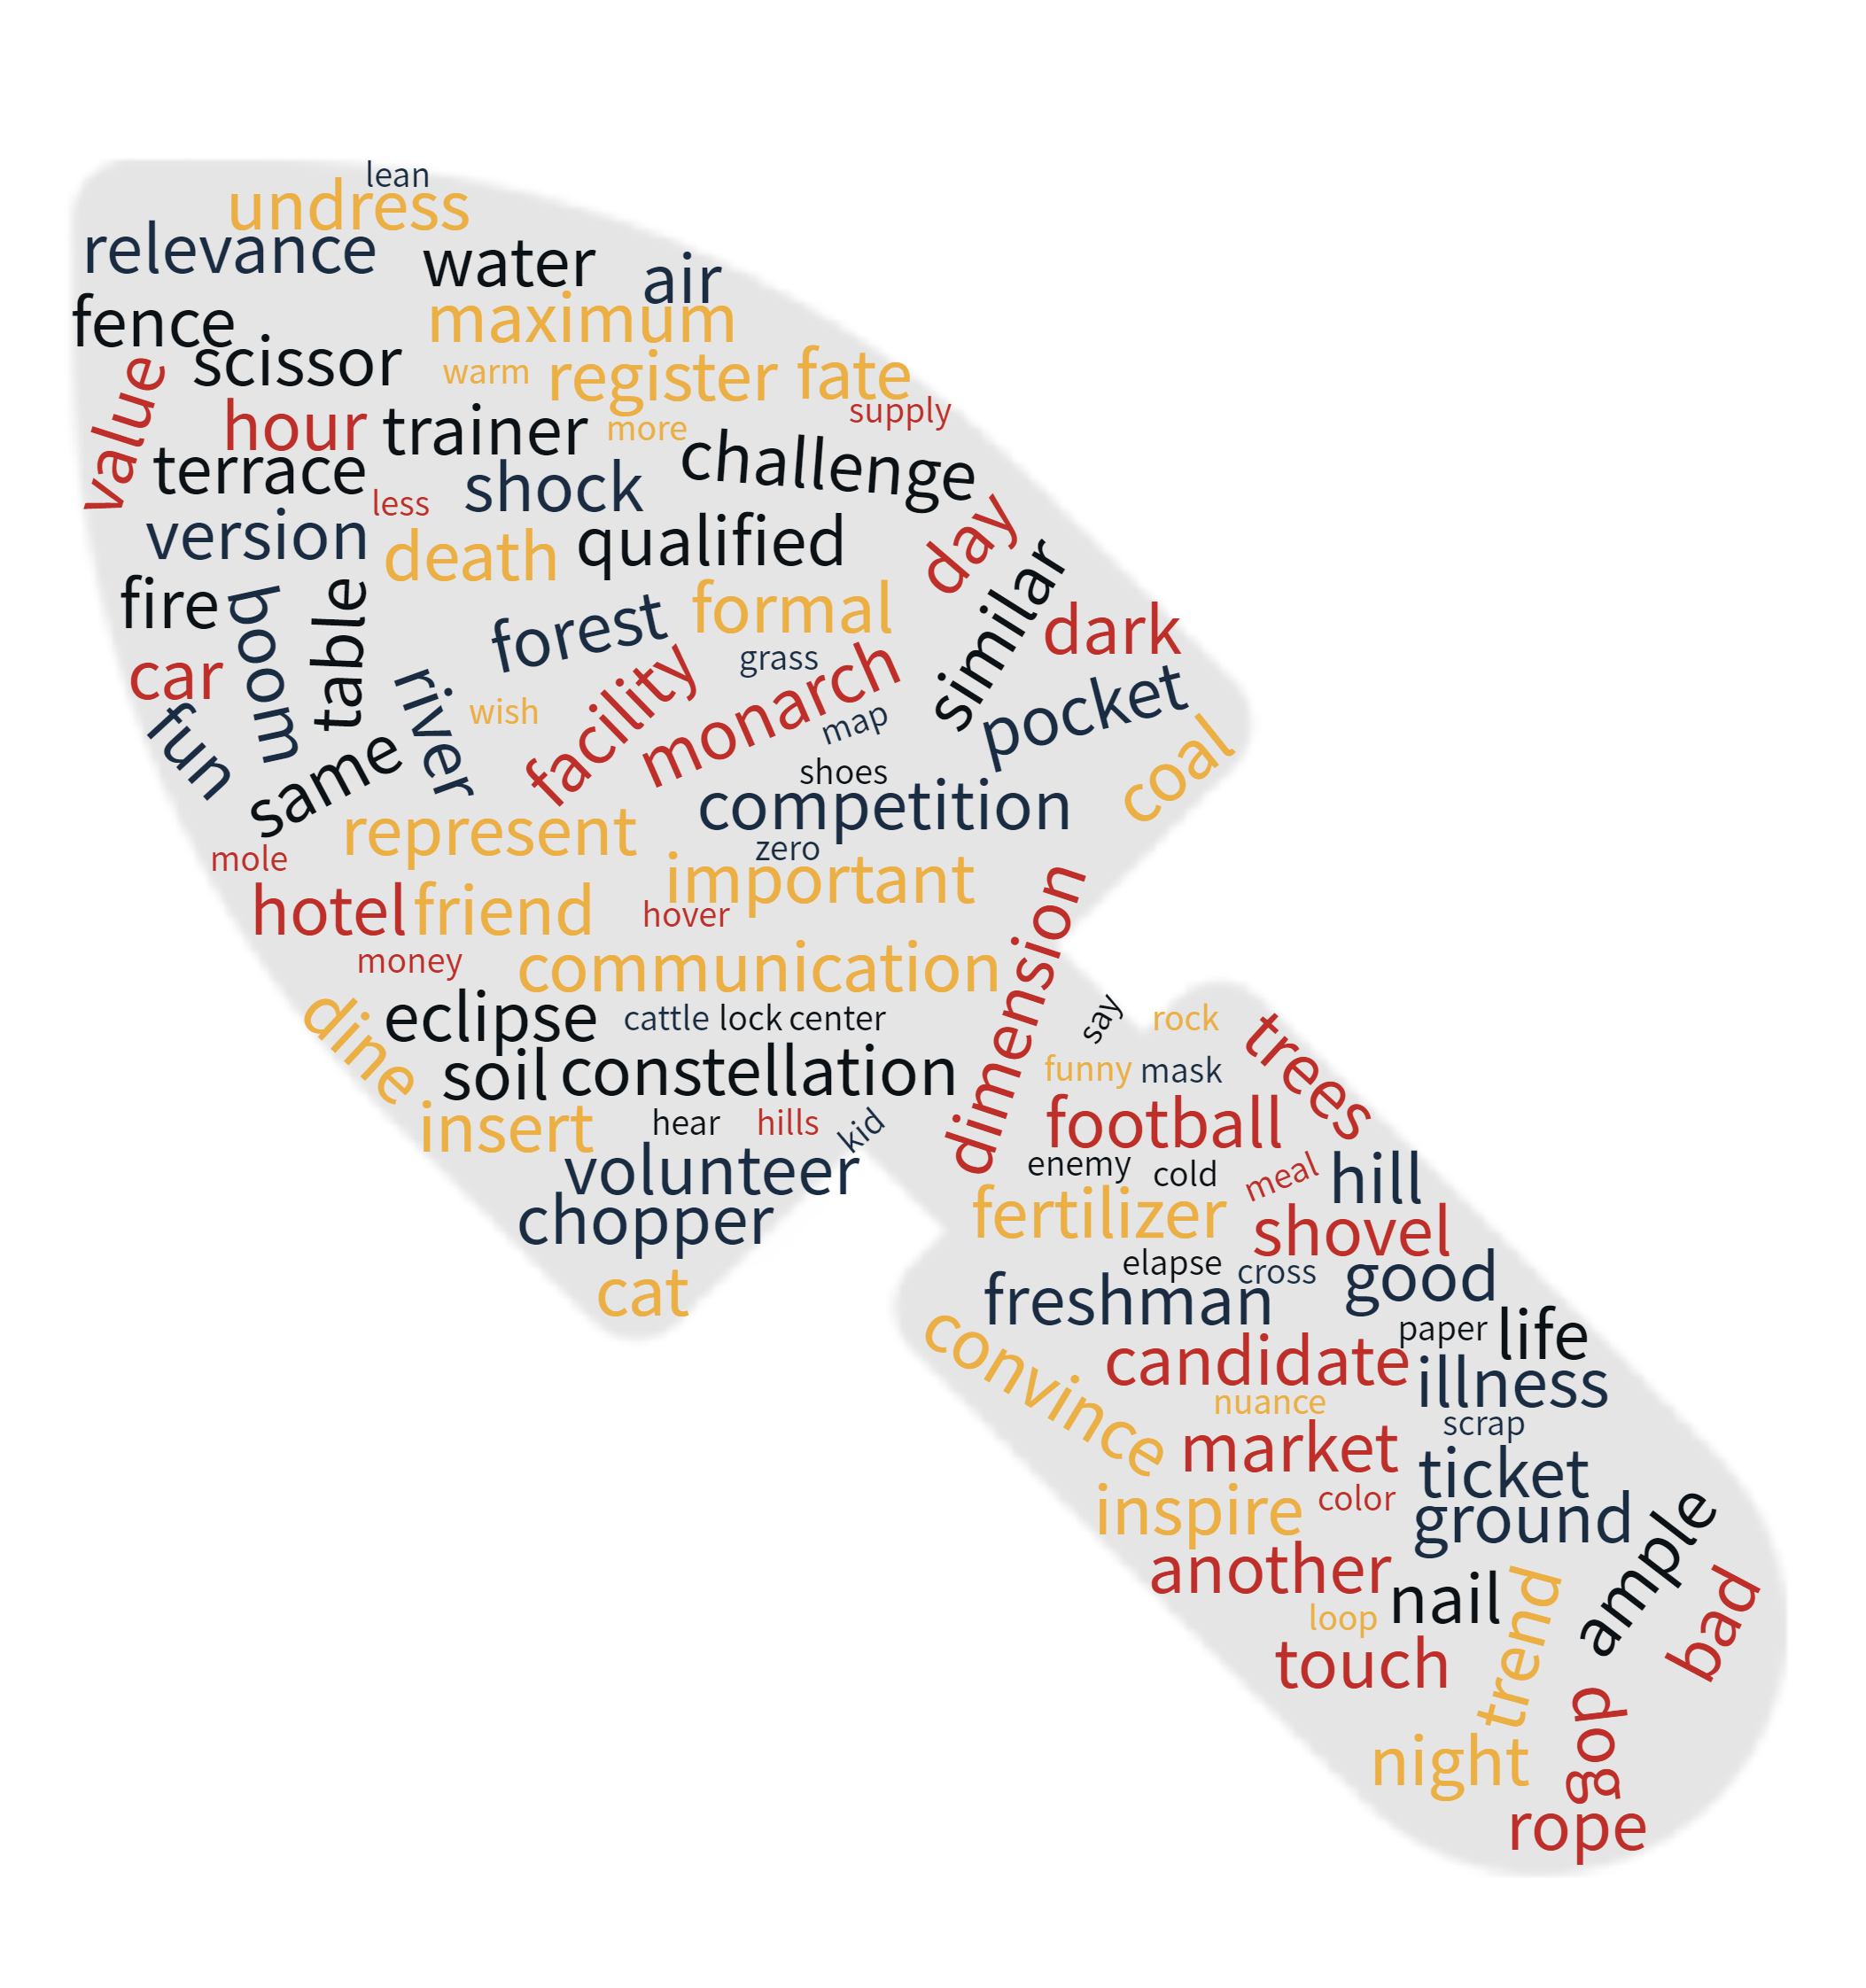 lean
undress
relevance
water
air
fence
maximum
scissor
warm
register
fate
value
hour
trainer
more
supply
terrace
less
shock
challenge
version
death
qualified
day
fire
boom
table
forest
formal
similar
dark
car
river
wish
facility
grass
monarch
map
pocket
fun
same
shoes
coal
represent
competition
mole
zero
important
hotel
friend
hover
dimension
money
communication
dine
eclipse
cattle
lock
center
say
rock
trees
soil
constellation
funny
mask
insert
hear
hills
kid
football
volunteer
enemy
cold
meal
hill
chopper
fertilizer
shovel
cat
elapse
cross
good
freshman
convince
paper
life
candidate
illness
nuance
scrap
market
ticket
inspire
color
ground
ample
another
nail
trend
bad
loop
touch
dog
night
rope